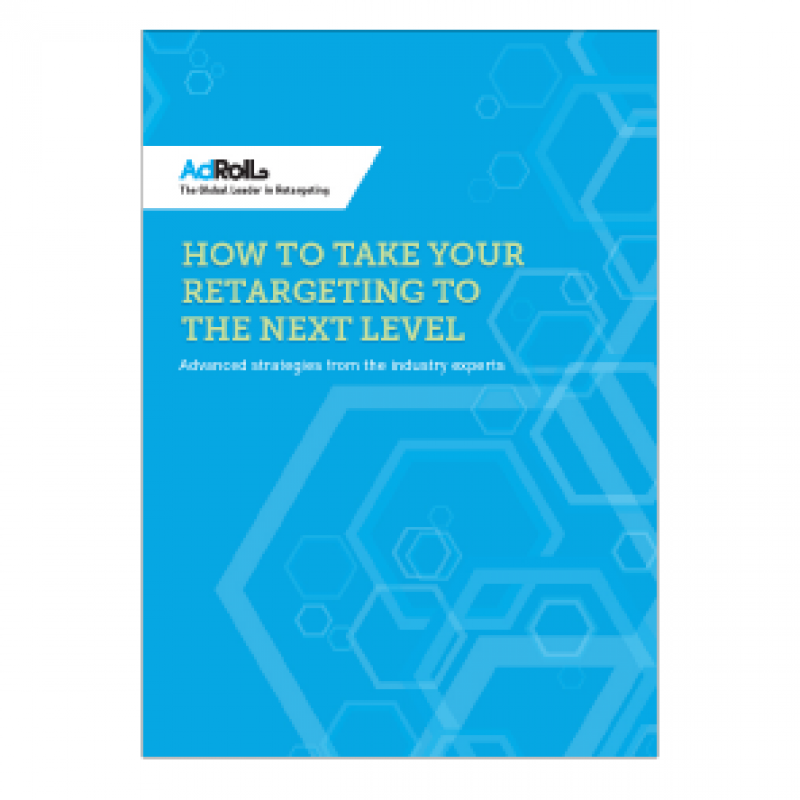 AdRoll
The Global Leader in Retargeting
HOW TO TAKE YOUR
RETARGETING TO
THE NEXT LEVEL
Advanced strategies from the industry experts